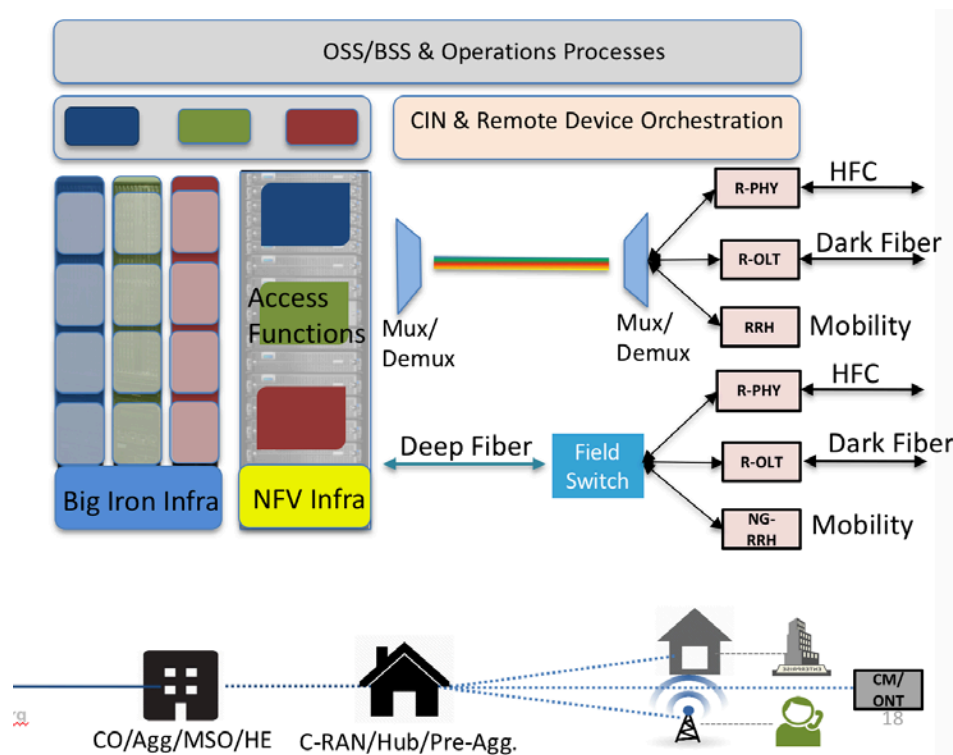 OSS/BSS & Operations Processes
CIN & Remote Device Orchestration
Access
Functions
Big Iron Infra
NFV Infra
Mux/
Demux
Mux/
Demux
R-PHY
HFC
R-OLT
Dark Fiber
RRH
Mobility
Deep Fiber
Field
Switch
R-PHY
HFC
R-OLT
Dark Fiber
NG-
RRH
Mobility
CO/Agg/MSO/HE
C-RAN/Hub/Pre-Agg.
CM/
ONT
rg
18